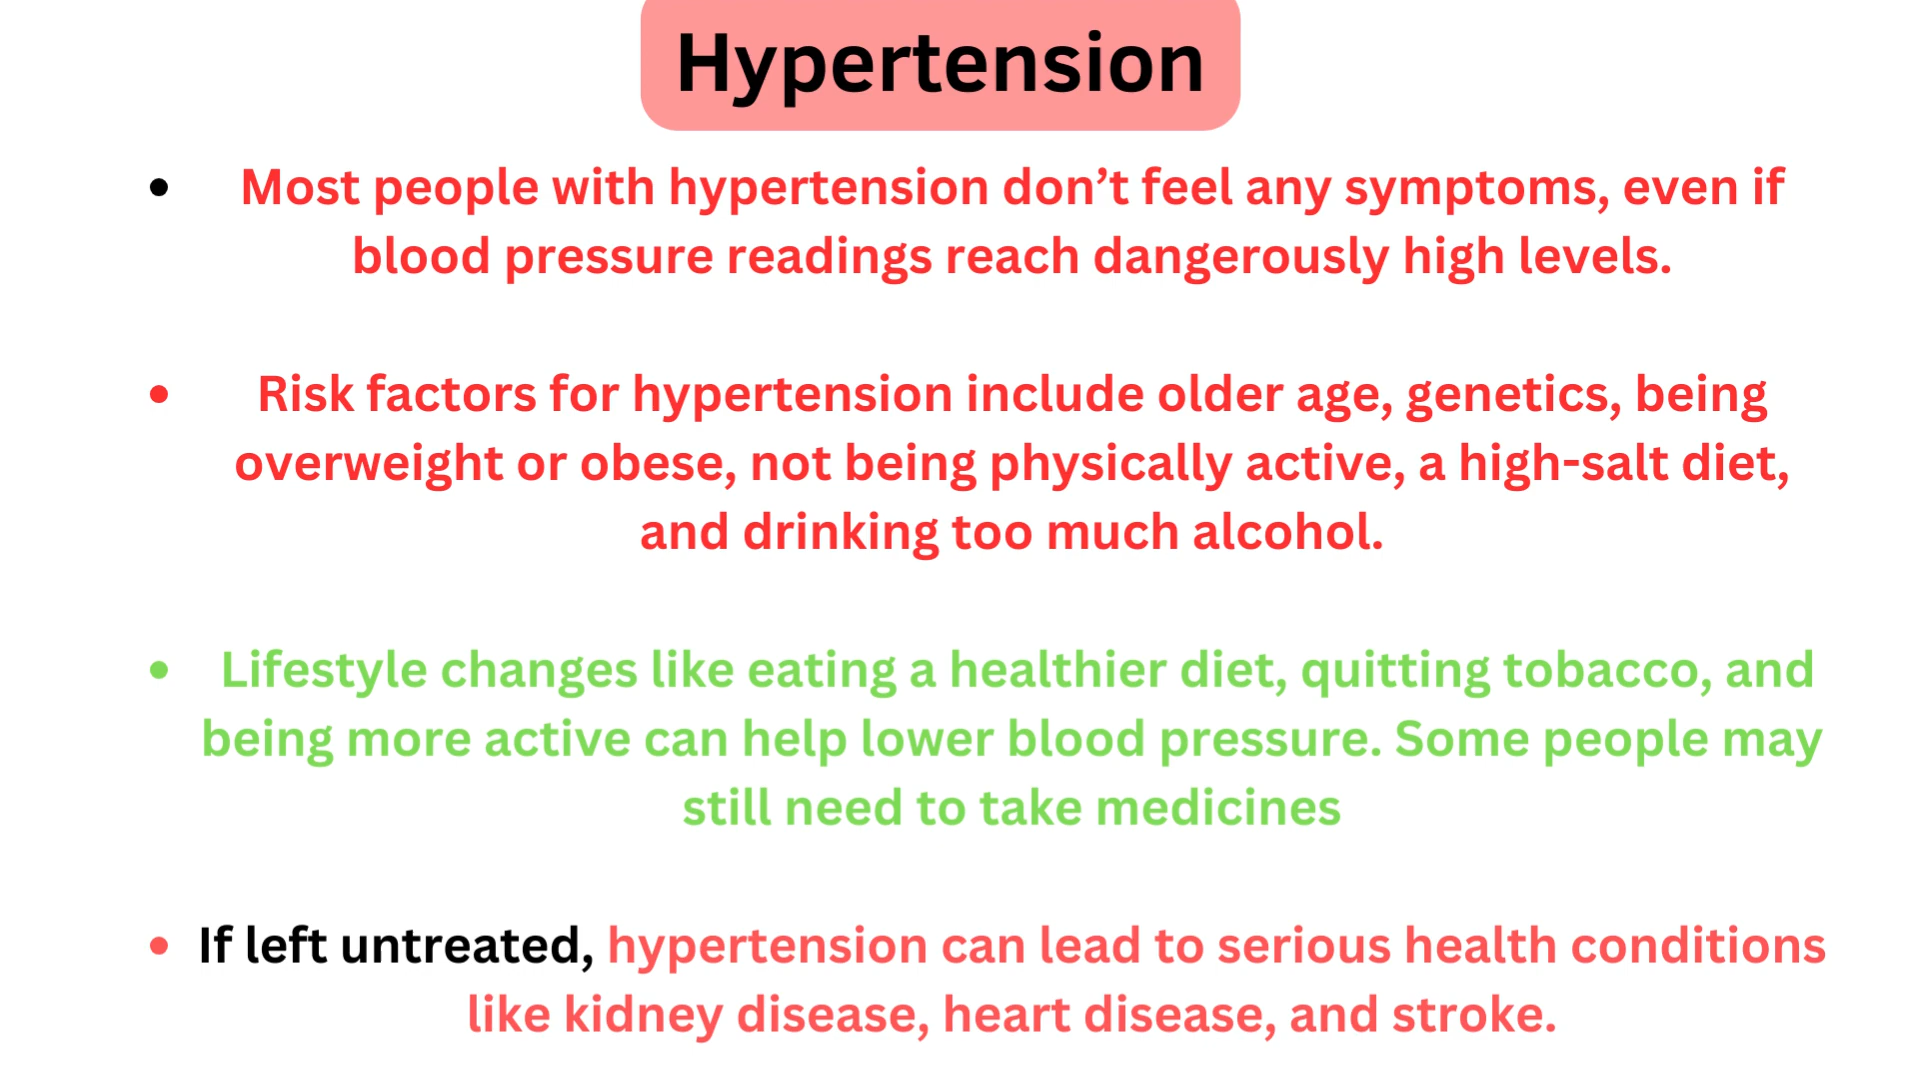 Hypertension
• Most people with hypertension don’t feel any symptoms, even if
blood pressure readings reach dangerously high levels.
• Risk factors for hypertension include older age, genetics, being
overweight or obese, not being physically active, a high-salt diet,
and drinking too much alcohol.
• Lifestyle changes like eating a healthier diet, quitting tobacco, and
being more active can help lower blood pressure. Some people may
still need to take medicines
• If left untreated, hypertension can lead to serious health conditions
like kidney disease, heart disease, and stroke.